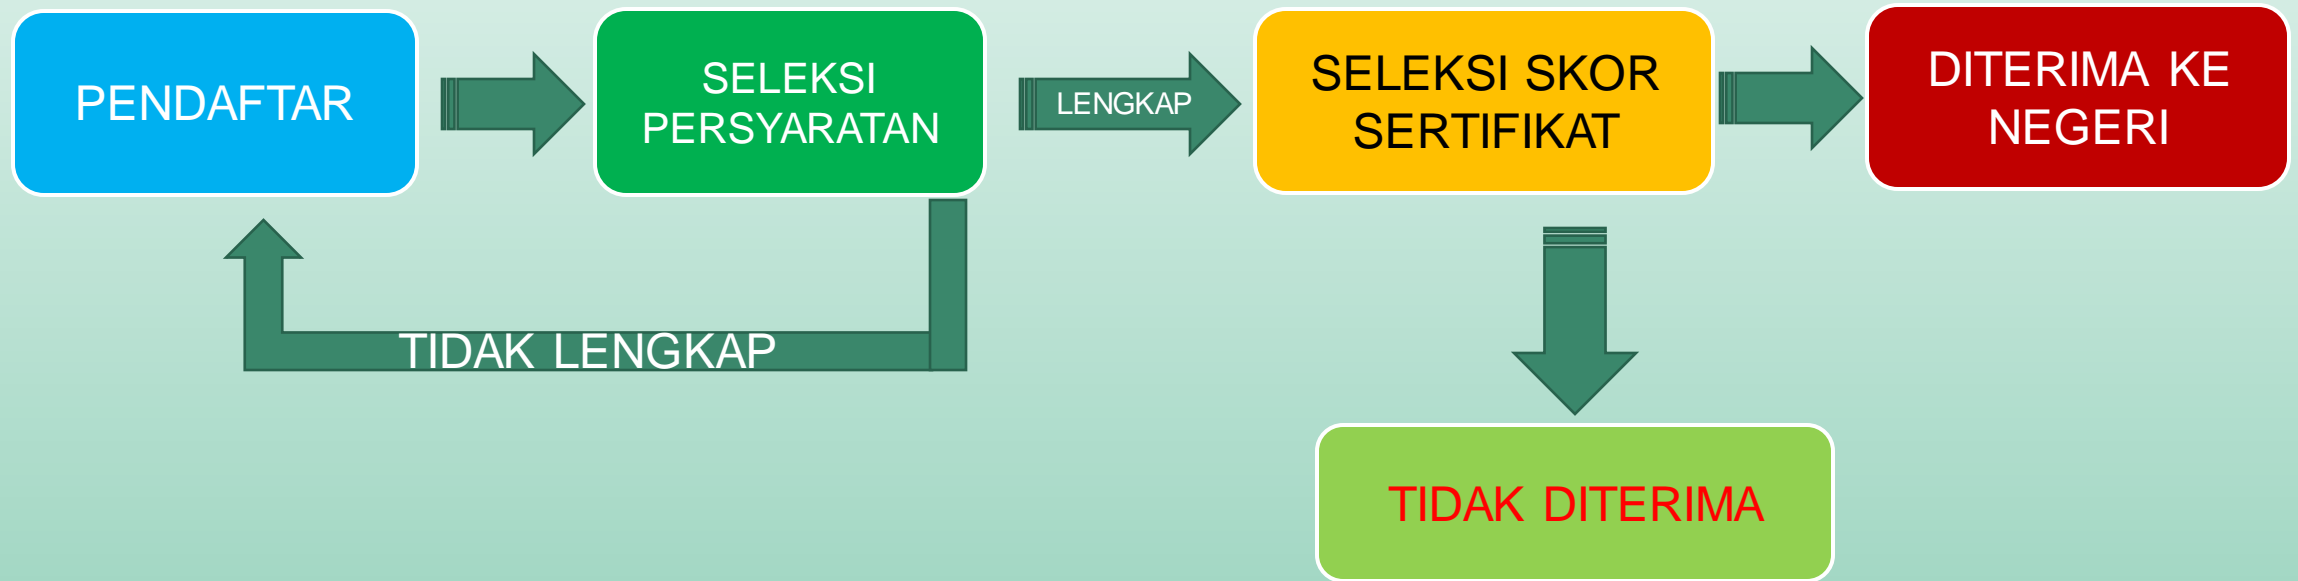 PENDAFTAR
SELEKSI
PERSYARATAN
LENGKAP
SELEKSI SKOR
SERTIFIKAT
DITERIMA KE
NEGERI
TIDAK LENGKAP
TIDAK DITERIMA